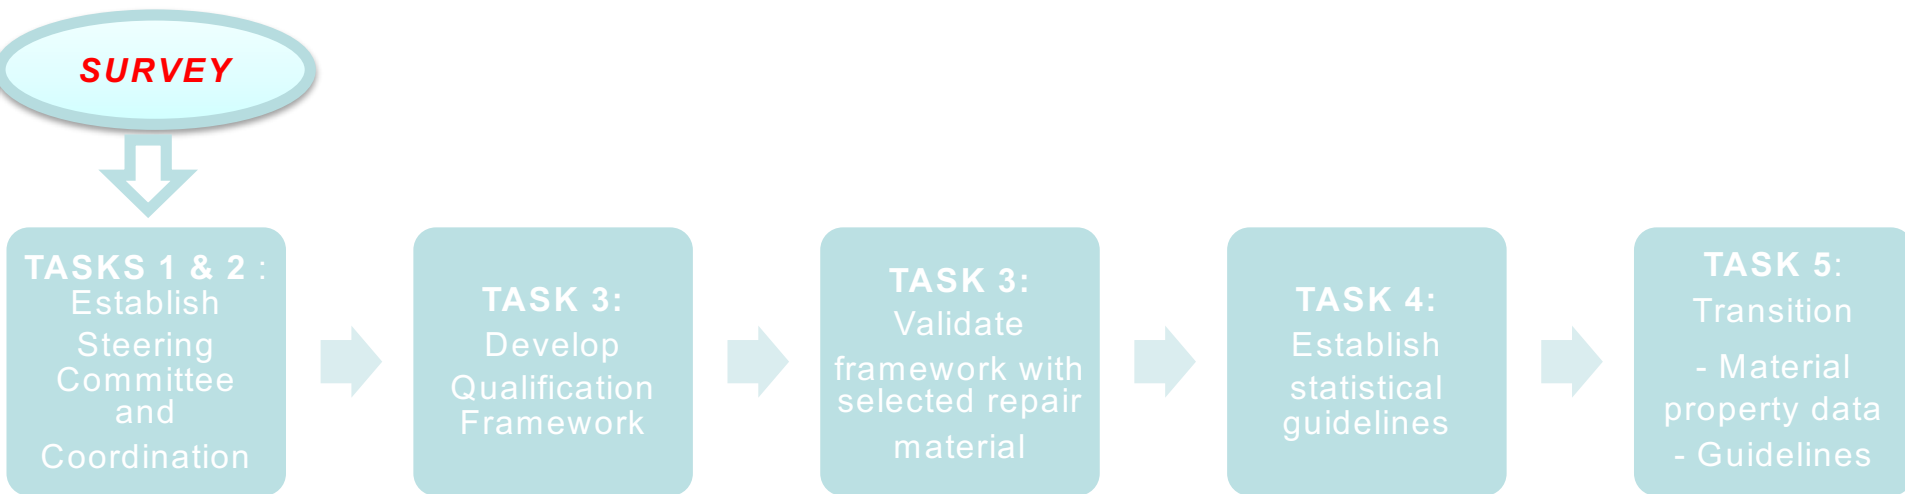 SURVEY
TASKS 1 & 2 :
Establish
Steering
Committee
and
Coordination
TASK 3:
Develop
Qualification
Framework
TASK 3:
Validate
framework with
selected repair
material
TASK 4:
Establish
statistical
guidelines
TASK 5:
Transition
- Material
property data
- Guidelines